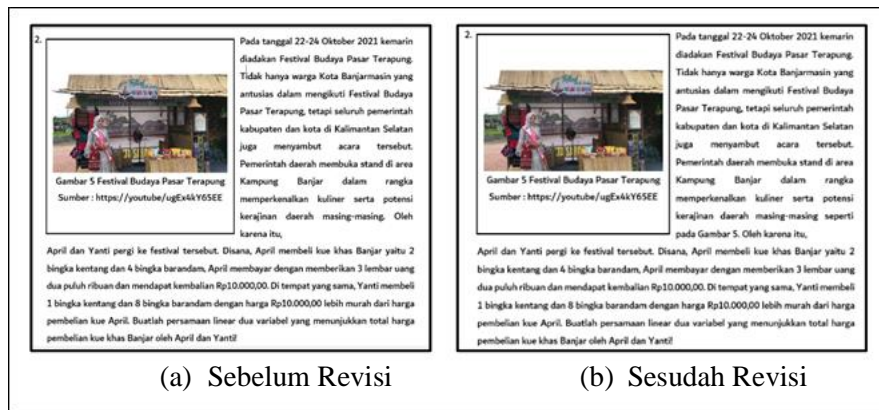 2.
Pada tanggal 22-24 Oktober 2021 kemarin
diadakan Festival Budaya Pasar Terapung.
Tidak hanya warga Kota Banjarmasin yang
antusias dalam mengikuti Festival Budaya
Pasar Terapung, tetapi seluruh pemerintah
kabupaten dan kota di Kalimantan Selatan
juga menyambut acara tersebut.
Pemerintah daerah membuka stand di area
Kampung Banjar dalam rangka
memperkenalkan kuliner serta potensi
kerajinan daerah masing-masing. Oleh
karena itu,
Gambar 5 Festival Budaya Pasar Terapung
Sumber : https://youtube/ugEx4kY65EE
April dan Yanti pergi ke festival tersebut. Disana, April membeli kue khas Banjar yaitu 2
bingka kentang dan 4 bingka barandam, April membayar dengan memberikan 3 lembar uang
dua puluh ribuan dan mendapat kembalian Rp10.000,00. Di tempat yang sama, Yanti membeli
1 bingka kentang dan 8 bingka barandam dengan harga Rp10.000,00 lebih murah dari harga
pembelian kue April. Buatlah persamaan linear dua variabel yang menunjukkan total harga
pembelian kue khas Banjar oleh April dan Yanti!
(a) Sebelum Revisi
2.
Pada tanggal 22-24 Oktober 2021 kemarin
diadakan Festival Budaya Pasar Terapung.
Tidak hanya warga Kota Banjarmasin yang
antusias dalam mengikuti Festival Budaya
Pasar Terapung, tetapi seluruh pemerintah
kabupaten dan kota di Kalimantan Selatan
juga menyambut acara tersebut.
Pemerintah daerah membuka stand di area
Kampung Banjar dalam rangka
memperkenalkan kuliner serta potensi
kerajinan daerah masing-masing seperti
pada Gambar 5. Oleh karena itu,
Gambar 5 Festival Budaya Pasar Terapung
Sumber : https://youtube/ugEx4kY65EE
April dan Yanti pergi ke festival tersebut. Disana, April membeli kue khas Banjar yaitu 2
bingka kentang dan 4 bingka barandam, April membayar dengan memberikan 3 lembar uang
dua puluh ribuan dan mendapat kembalian Rp10.000,00. Di tempat yang sama, Yanti membeli
1 bingka kentang dan 8 bingka barandam dengan harga Rp10.000,00 lebih murah dari harga
pembelian kue April. Buatlah persamaan linear dua variabel yang menunjukkan total harga
pembelian kue khas Banjar oleh April dan Yanti!
(b) Sesudah Revisi